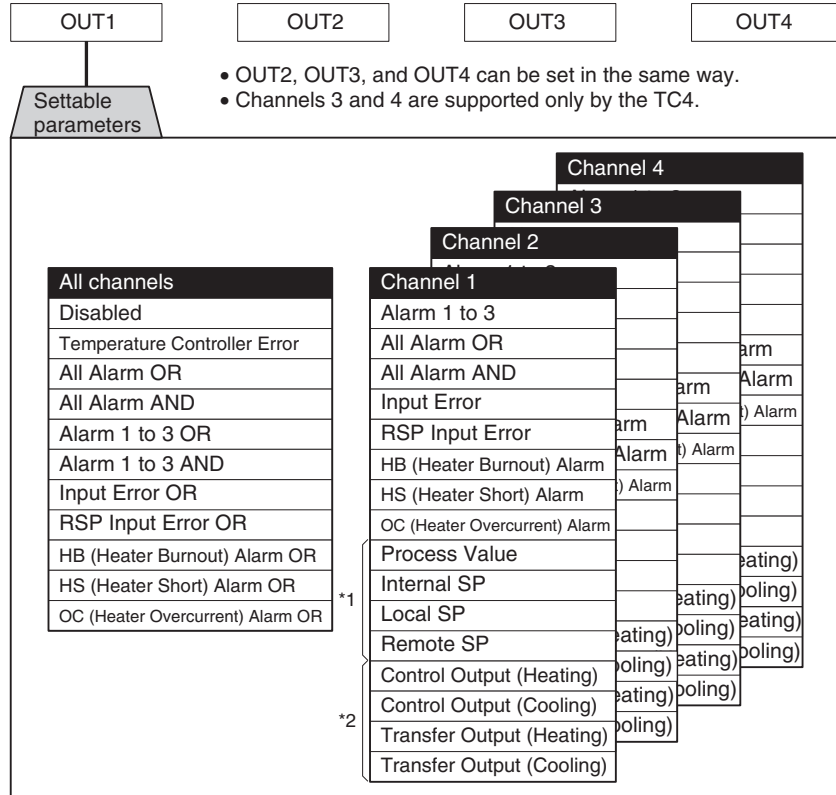 OUT1
OUT2
OUT3
OUT4
Settable
parameters
• OUT2, OUT3, and OUT4 can be set in the same way.
• Channels 3 and 4 are supported only by the TC4.
All channels
Disabled
Temperature Controller Error
All Alarm OR
All Alarm AND
Alarm 1 to 3 OR
Alarm 1 to 3 AND
Input Error OR
RSP Input Error OR
HB (Heater Burnout) Alarm OR
HS (Heater Short) Alarm OR
OC (Heater Overcurrent) Alarm OR
*1
*2
Channel 1
Alarm 1 to 3
All Alarm OR
All Alarm AND
Input Error
RSP Input Error
HB (Heater Burnout) Alarm
HS (Heater Short) Alarm
OC (Heater Overcurrent) Alarm
Process Value
Internal SP
Local SP
Remote SP
Control Output (Heating)
Control Output (Cooling)
Transfer Output (Heating)
Transfer Output (Cooling)
Channel 2
Alarm
Alarm
Channel 3
Alarm
Alarm
Channel 4
Alarm
Alarm